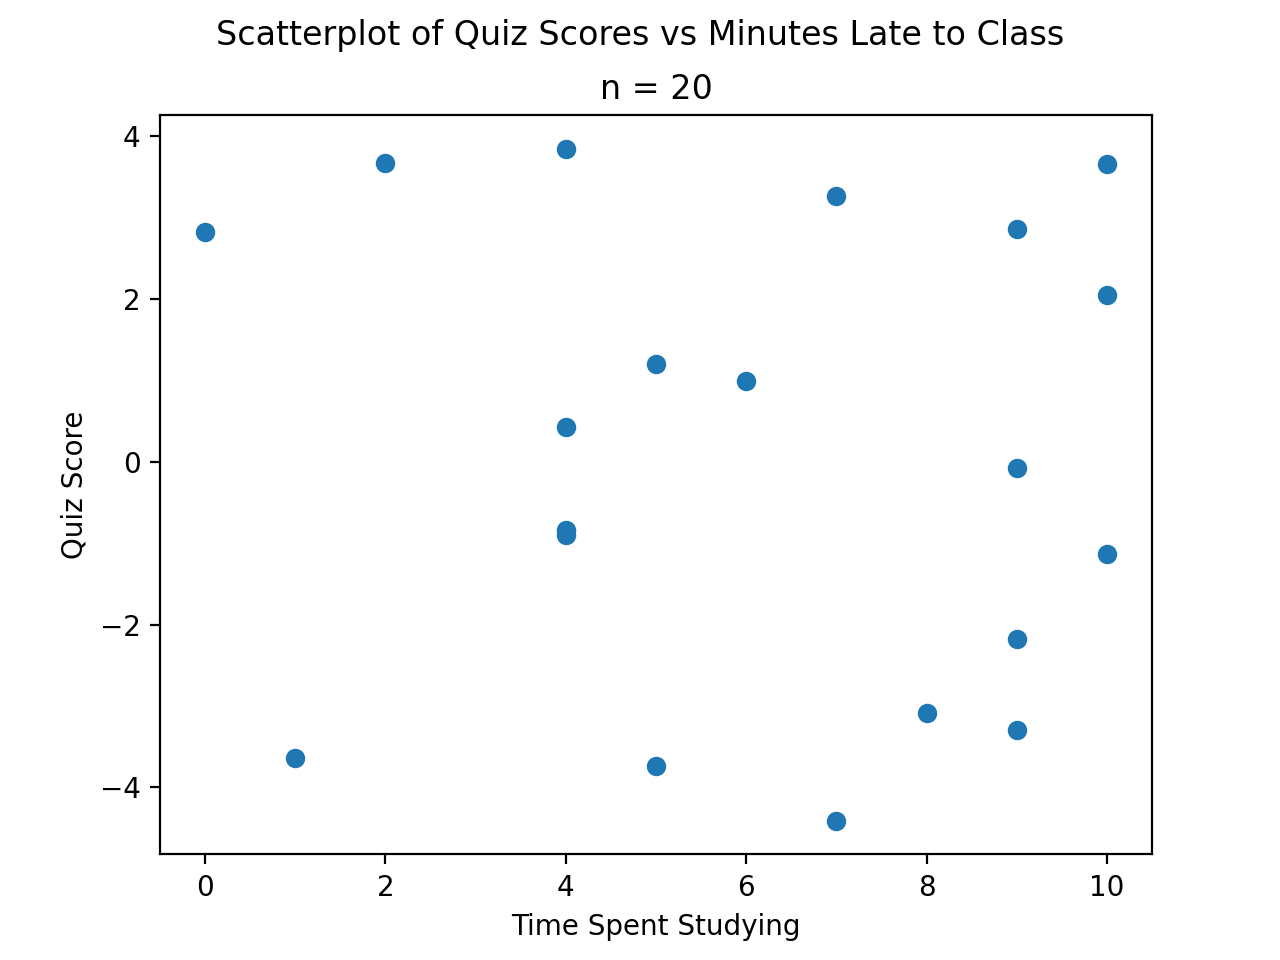 Scatterplot of Quiz Scores vs Minutes Late to Class
n = 20
4
2
0
−2
−4
Quiz Score
0 2 4 6 8 10
Time Spent Studying